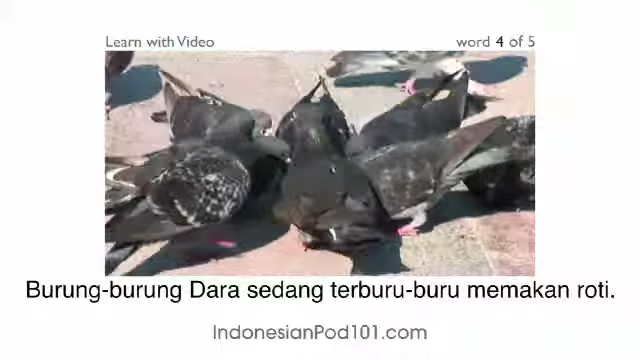 Learn with Video
word 4 of 5
Burung-burung Dara sedang terburu-buru memakan roti.
IndonesianPod101.com